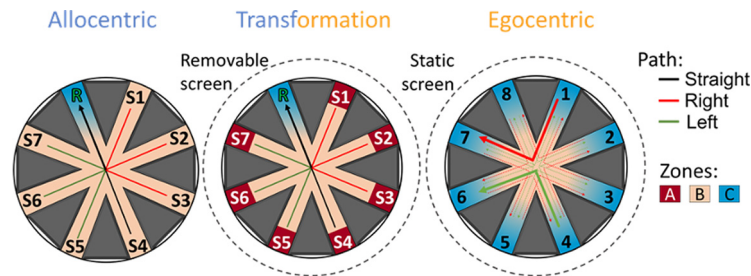 Allocentric
Transformation
Egocentric
Removable
screen
Static
screen
Path:
Straight
Right
Left
Zones:
A B C
R S1
S7 S2
S6 S3
S5 S4
R S1
S7 S2
S6 S3
S5 S4
8 1
7 2
6 3
5 4